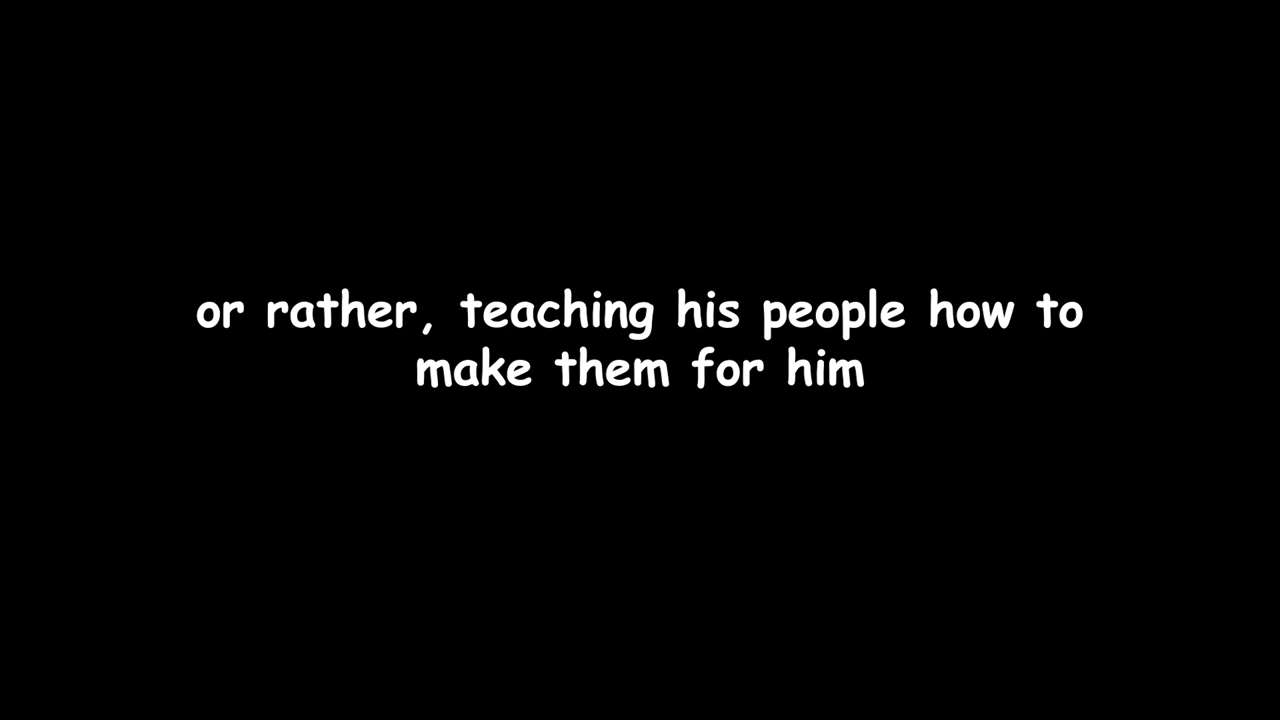 or rather, teaching his people how to
make them for him